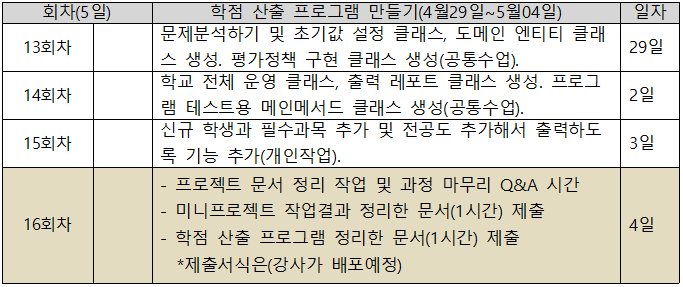 회차(5일) 학점 산출 프로그램 만들기(4월29일~5월04일) 일자
13회차 문제분석하기 및 초기값 설정 클래스, 도메인 엔티티 클래
스 생성. 평가정책 구현 클래스 생성(공통수업). 29일
14회차 학교 전체 운영 클래스, 출력 레포트 클래스 생성. 프로그
램 테스트용 메인메서드 클래스 생성(공통수업). 2일
15회차 신규 학생과 필수과목 추가 및 전공도 추가해서 출력하도
록 기능 추가(개인작업). 3일
16회차 - 프로젝트 문서 정리 작업 및 과정 마무리 Q&A 시간
- 미니프로젝트 작업결과 정리한 문서(1시간) 제출
- 학점 산출 프로그램 정리한 문서(1시간) 제출
*제출서식은(강사가 배포예정) 4일